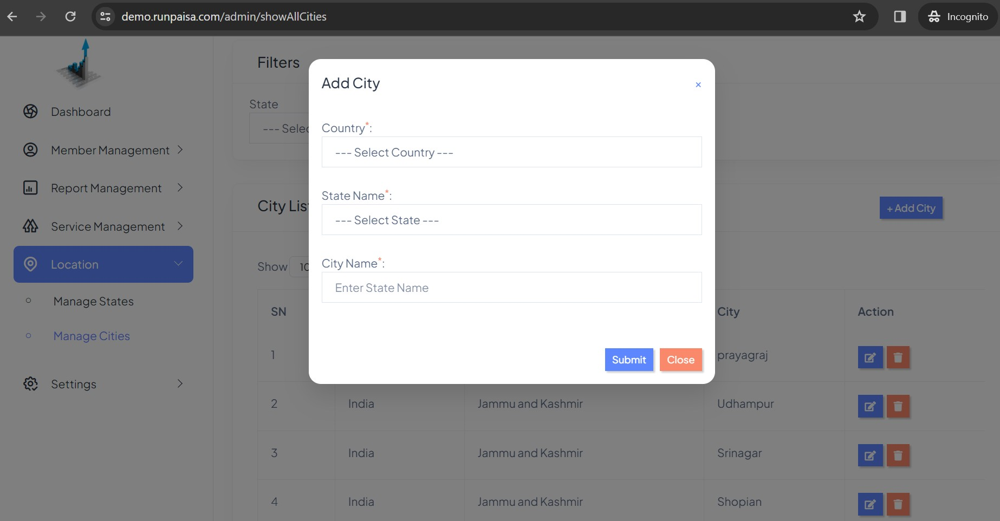 demo.runpaisa.com/admin/showAllCities
Incognito
Dashboard
Member Management
Report Management
Service Management
Location
Manage States
Manage Cities
Settings
Filters
State
--- Selec
City Lis
+ Add City
Show 10
SN City Action
1 prayagraj
2 India Jammu and Kashmir Udhampur
3 India Jammu and Kashmir Srinagar
4 India Jammu and Kashmir Shopian
Add City
×
Country*:
--- Select Country ---
State Name*:
--- Select State ---
City Name*:
Enter State Name
Submit Close